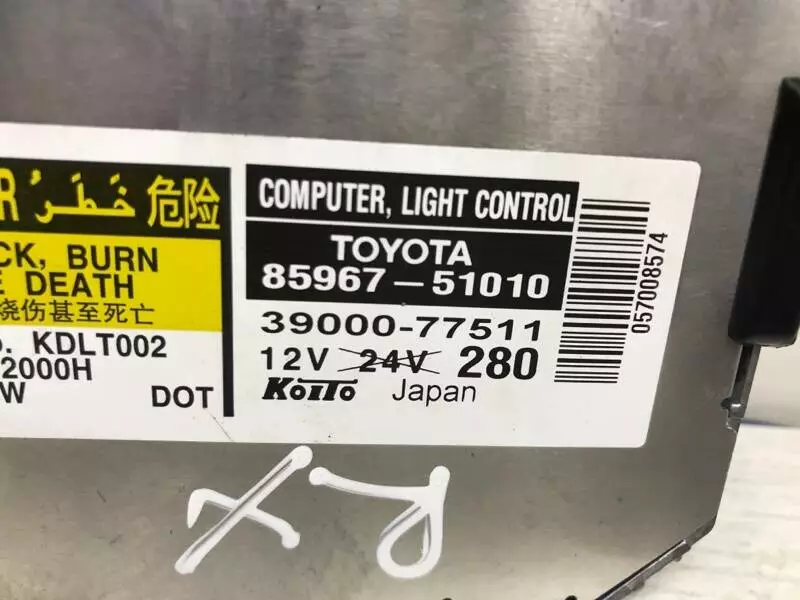 خَطَرْ 危险
CK, BURN
E DEATH
烧伤甚至死亡
KDLT002
2000H
W DOT
COMPUTER, LIGHT CONTROL
TOYOTA
85967-51010
39000-77511
12V 24V 280
KOITO Japan
057008574